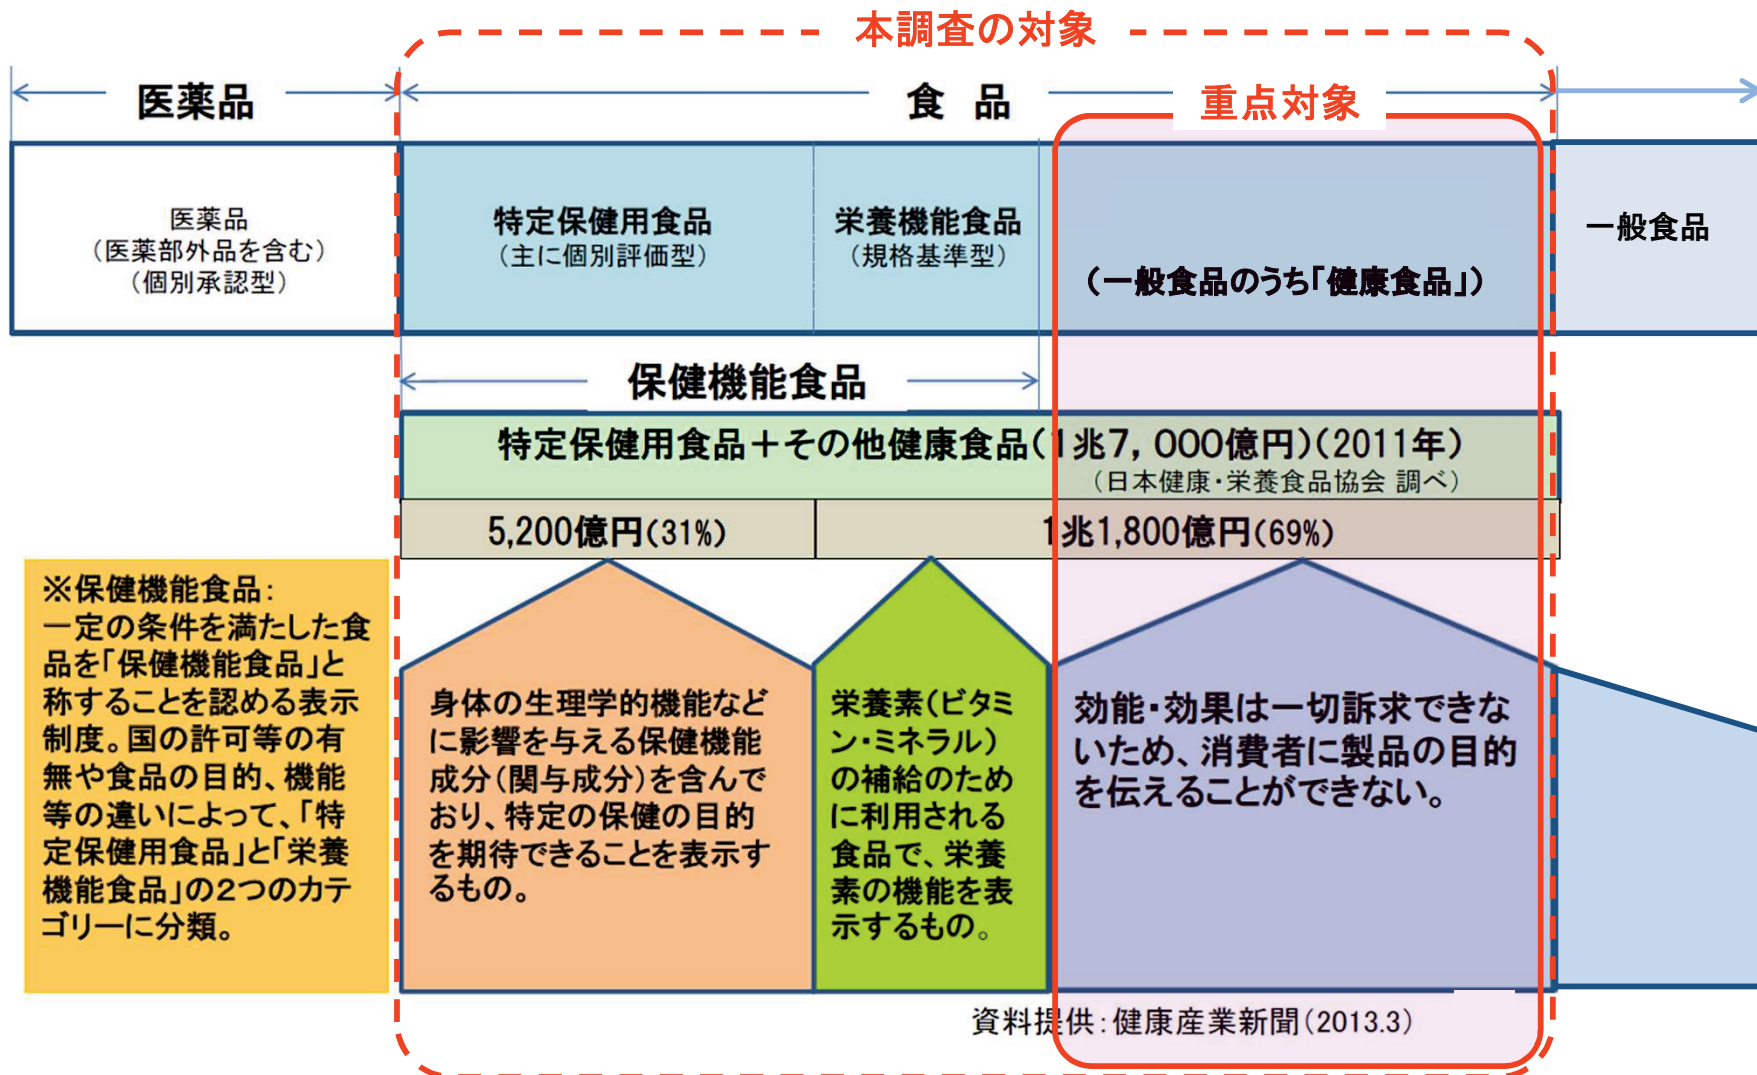 本調査の対象
医薬品
食 品
重点対象
医薬品
（医薬部外品を含む）
（個別承認型）
特定保健用食品
（主に個別評価型）
栄養機能食品
（規格基準型）
（一般食品のうち「健康食品」）
一般食品
保健機能食品
特定保健用食品＋その他健康食品（1兆7，000億円）（2011年）
（日本健康・栄養食品協会 調べ）
5,200億円（31%）
1兆1,800億円（69%）
※保健機能食品：
一定の条件を満たした食
品を「保健機能食品」と
称することを認める表示
制度。国の許可等の有
無や食品の目的、機能
等の違いによって、「特
定保健用食品」と「栄養
機能食品」の２つのカテ
ゴリーに分類。
身体の生理学的機能など
に影響を与える保健機能
成分（関与成分）を含んで
おり、特定の保健の目的
を期待できることを表示す
るもの。
栄養素（ビタミ
ン・ミネラル）
の補給のため
に利用される
食品で、栄養
素の機能を表
示するもの。
効能・効果は一切訴求できな
いため、消費者に製品の目的
を伝えることができない。
資料提供：健康産業新聞（2013.3）